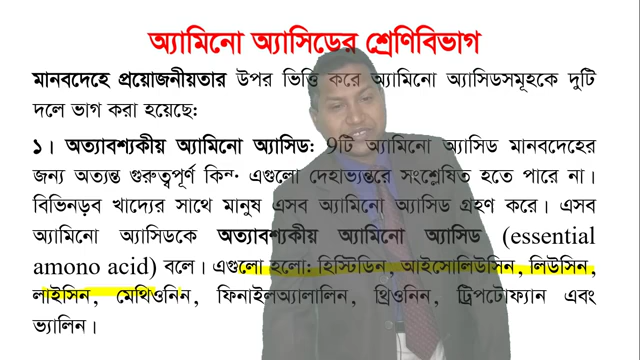 অ্যামিনো অ্যাসিডের শ্রেণিবিভাগ
মানবদেহে প্রয়োজনীয়তার উপর ভিত্তি করে অ্যামিনো অ্যাসিডসমূহকে দুটি
দলে ভাগ করা হয়েছে:
১। অত্যাবশ্যকীয় অ্যামিনো অ্যাসিড: 9টি অ্যামিনো অ্যাসিড মানবদেহের
জন্য অত্যন্ত গুরুত্বপূর্ণ কিন্তু এগুলো দেহাভ্যন্তরে সংশ্লেষিত হতে পারে না।
বিভিনড়ব খাদ্যের সাথে মানুষ এসব অ্যামিনো অ্যাসিড গ্রহণ করে। এসব
অ্যামিনো অ্যাসিডকে অত্যাবশ্যকীয় অ্যামিনো অ্যাসিড (essential
amono acid) বলে। এগুলো হলো: হিস্টিডিন, আইসোলিউসিন, লিউসিন,
লাইসিন, মেথিওনিন, ফিনাইলঅ্যালালিন, থ্রিওনিন, ট্রিপটোফ্যান এবং
ভ্যালিন।